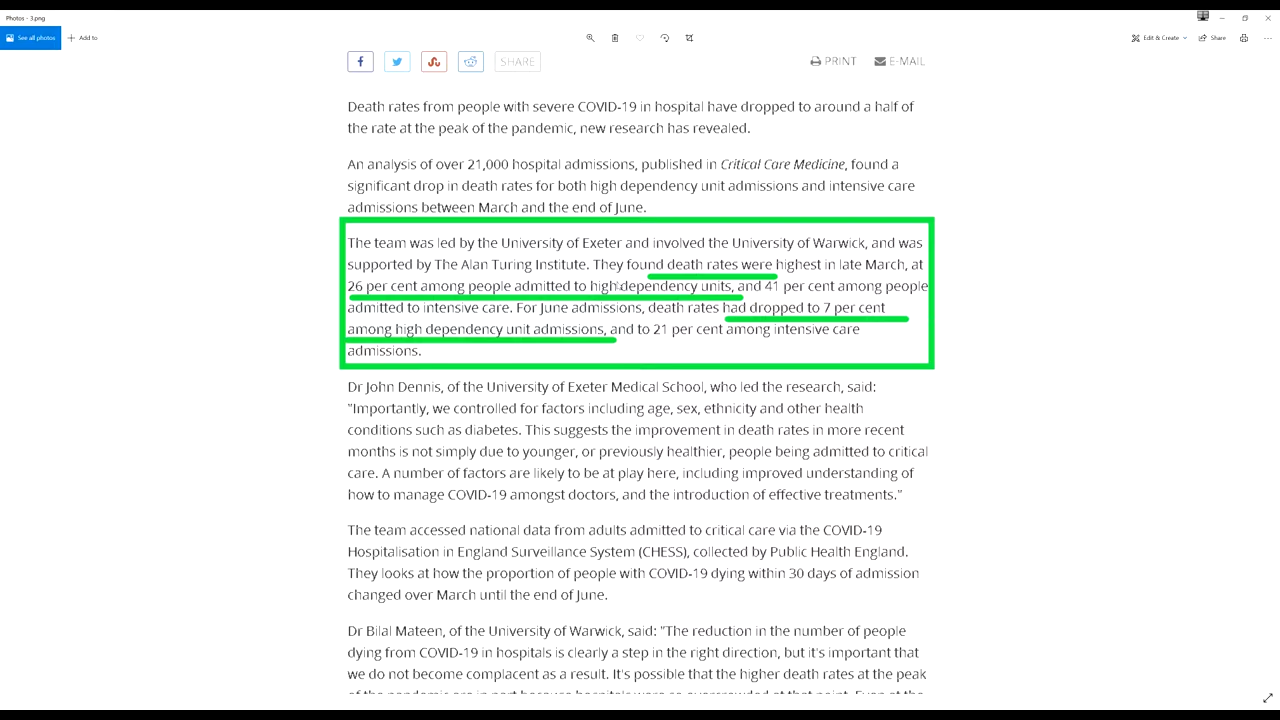 Photos - 3.png
See all photos
Add to
Edit & Create
Share
f
SHARE
PRINT
E-MAIL
Death rates from people with severe COVID-19 in hospital have dropped to around a half of
the rate at the peak of the pandemic, new research has revealed.
An analysis of over 21,000 hospital admissions, published in Critical Care Medicine, found a
significant drop in death rates for both high dependency unit admissions and intensive care
admissions between March and the end of June.
The team was led by the University of Exeter and involved the University of Warwick, and was
supported by The Alan Turing Institute. They found death rates were highest in late March, at
26 per cent among people admitted to high dependency units, and 41 per cent among people
admitted to intensive care. For June admissions, death rates had dropped to 7 per cent
among high dependency unit admissions, and to 21 per cent among intensive care
admissions.
Dr John Dennis, of the University of Exeter Medical School, who led the research, said:
"Importantly, we controlled for factors including age, sex, ethnicity and other health
conditions such as diabetes. This suggests the improvement in death rates in more recent
months is not simply due to younger, or previously healthier, people being admitted to critical
care. A number of factors are likely to be at play here, including improved understanding of
how to manage COVID-19 amongst doctors, and the introduction of effective treatments."
The team accessed national data from adults admitted to critical care via the COVID-19
Hospitalisation in England Surveillance System (CHESS), collected by Public Health England.
They looks at how the proportion of people with COVID-19 dying within 30 days of admission
changed over March until the end of June.
Dr Bilal Mateen, of the University of Warwick, said: "The reduction in the number of people
dying from COVID-19 in hospitals is clearly a step in the right direction, but it's important that
we do not become complacent as a result. It's possible that the higher death rates at the peak